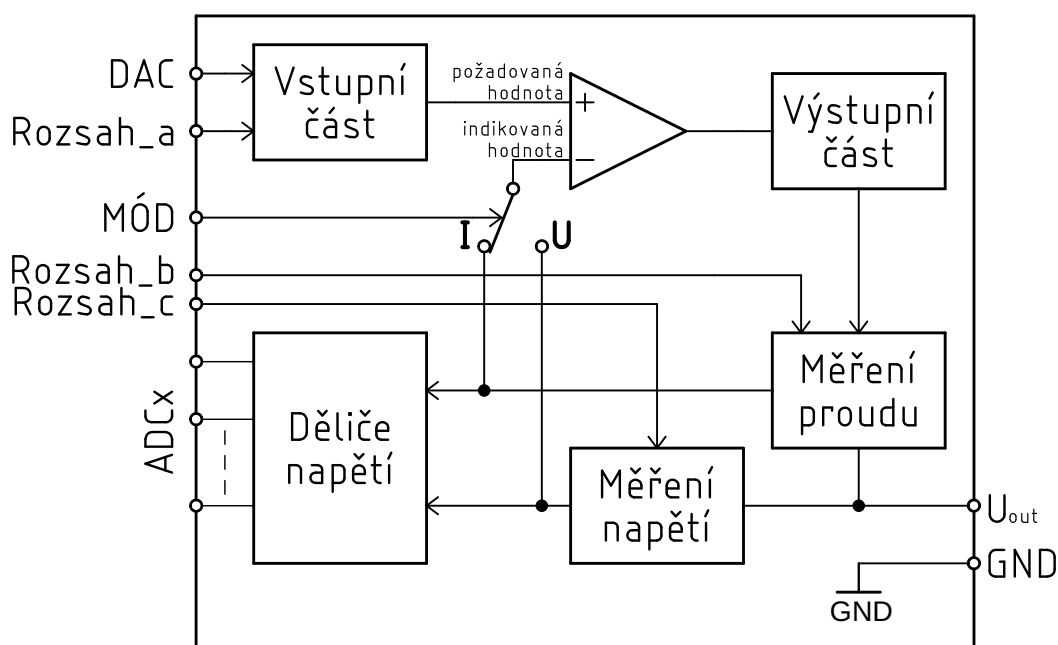 DAC
Rozsah_a
MÓD
Rozsah_b
Rozsah_c
ADCx
Vstupní
část
požadovaná
hodnota
indikovaná
hodnota
Výstupní
část
I
U
Děliče
napětí
Měření
proudu
Měření
napětí
Uout
GND
GND